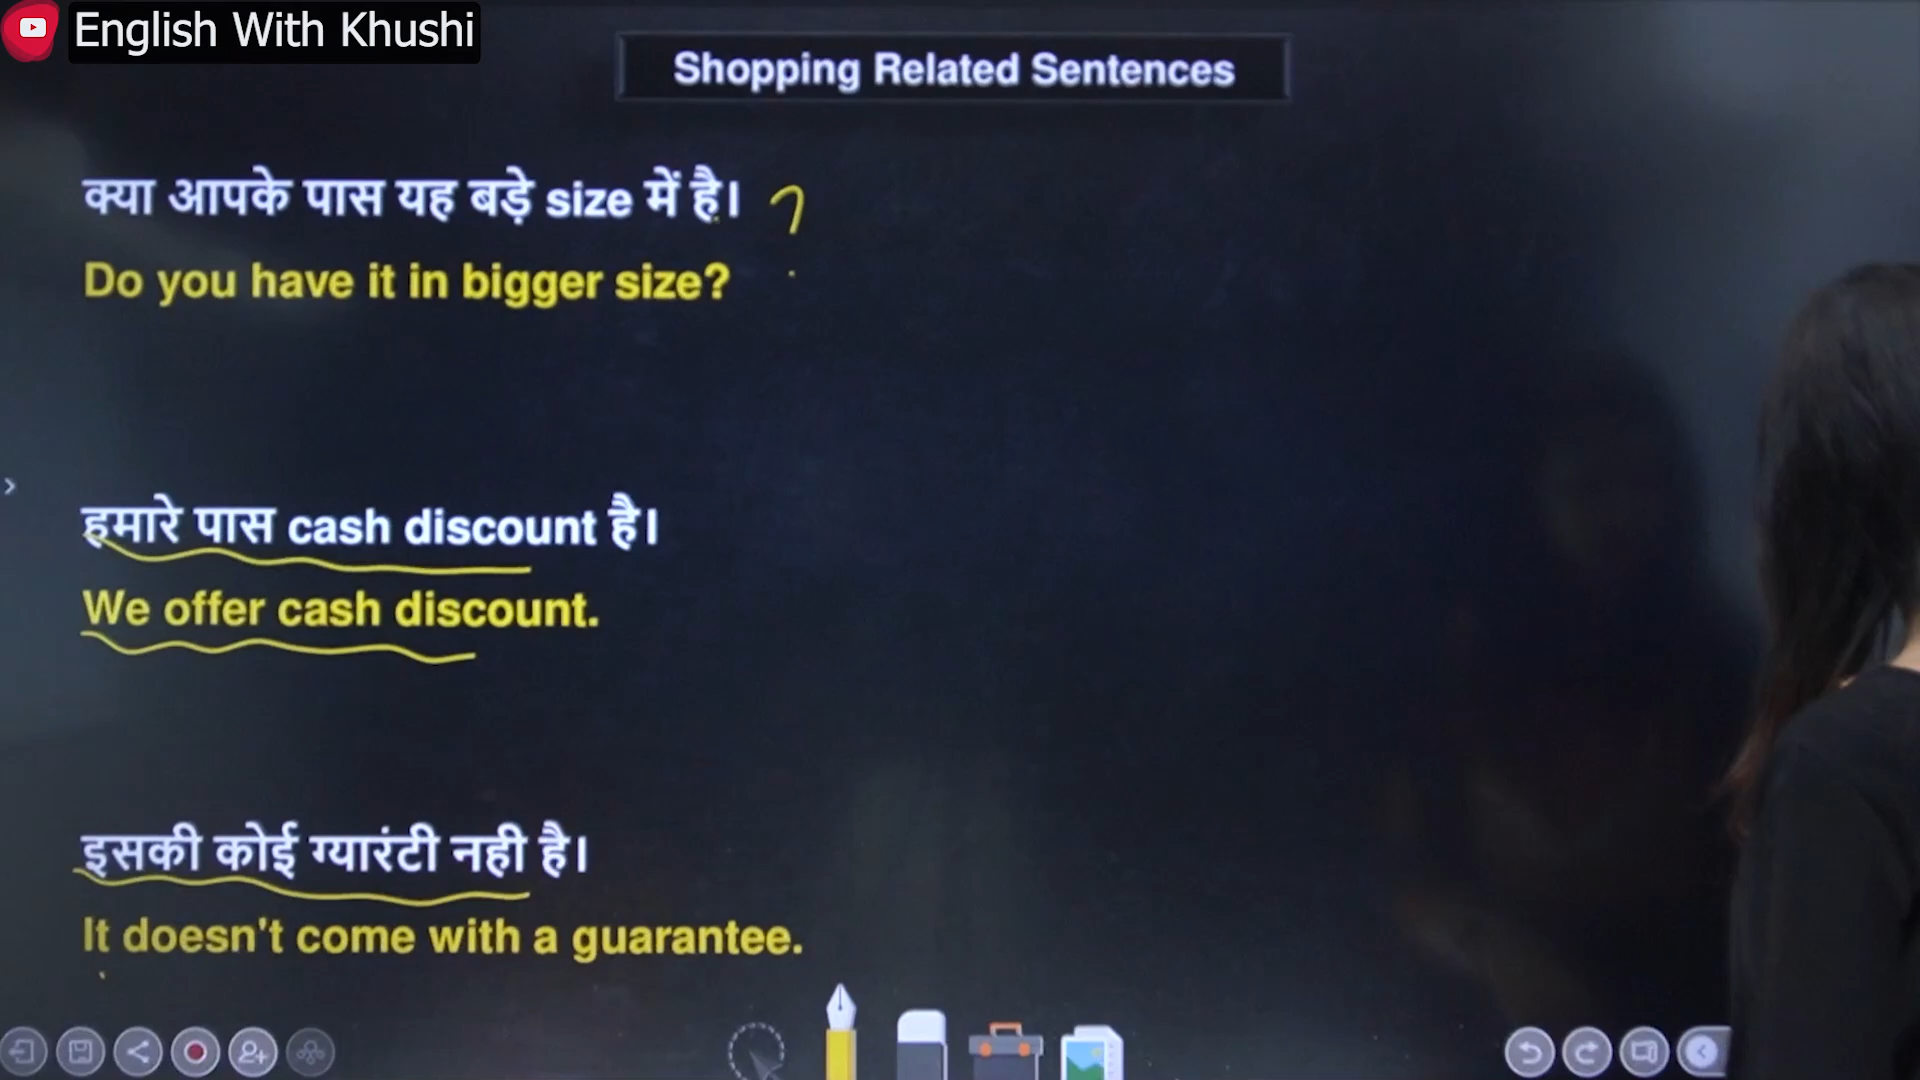 English With Khushi
Shopping Related Sentences
क्या आपके पास यह बड़े size में है। ?
Do you have it in bigger size?
हमारे पास cash discount है।
We offer cash discount.
इसकी कोई ग्यारंटी नही है।
It doesn't come with a guarantee.